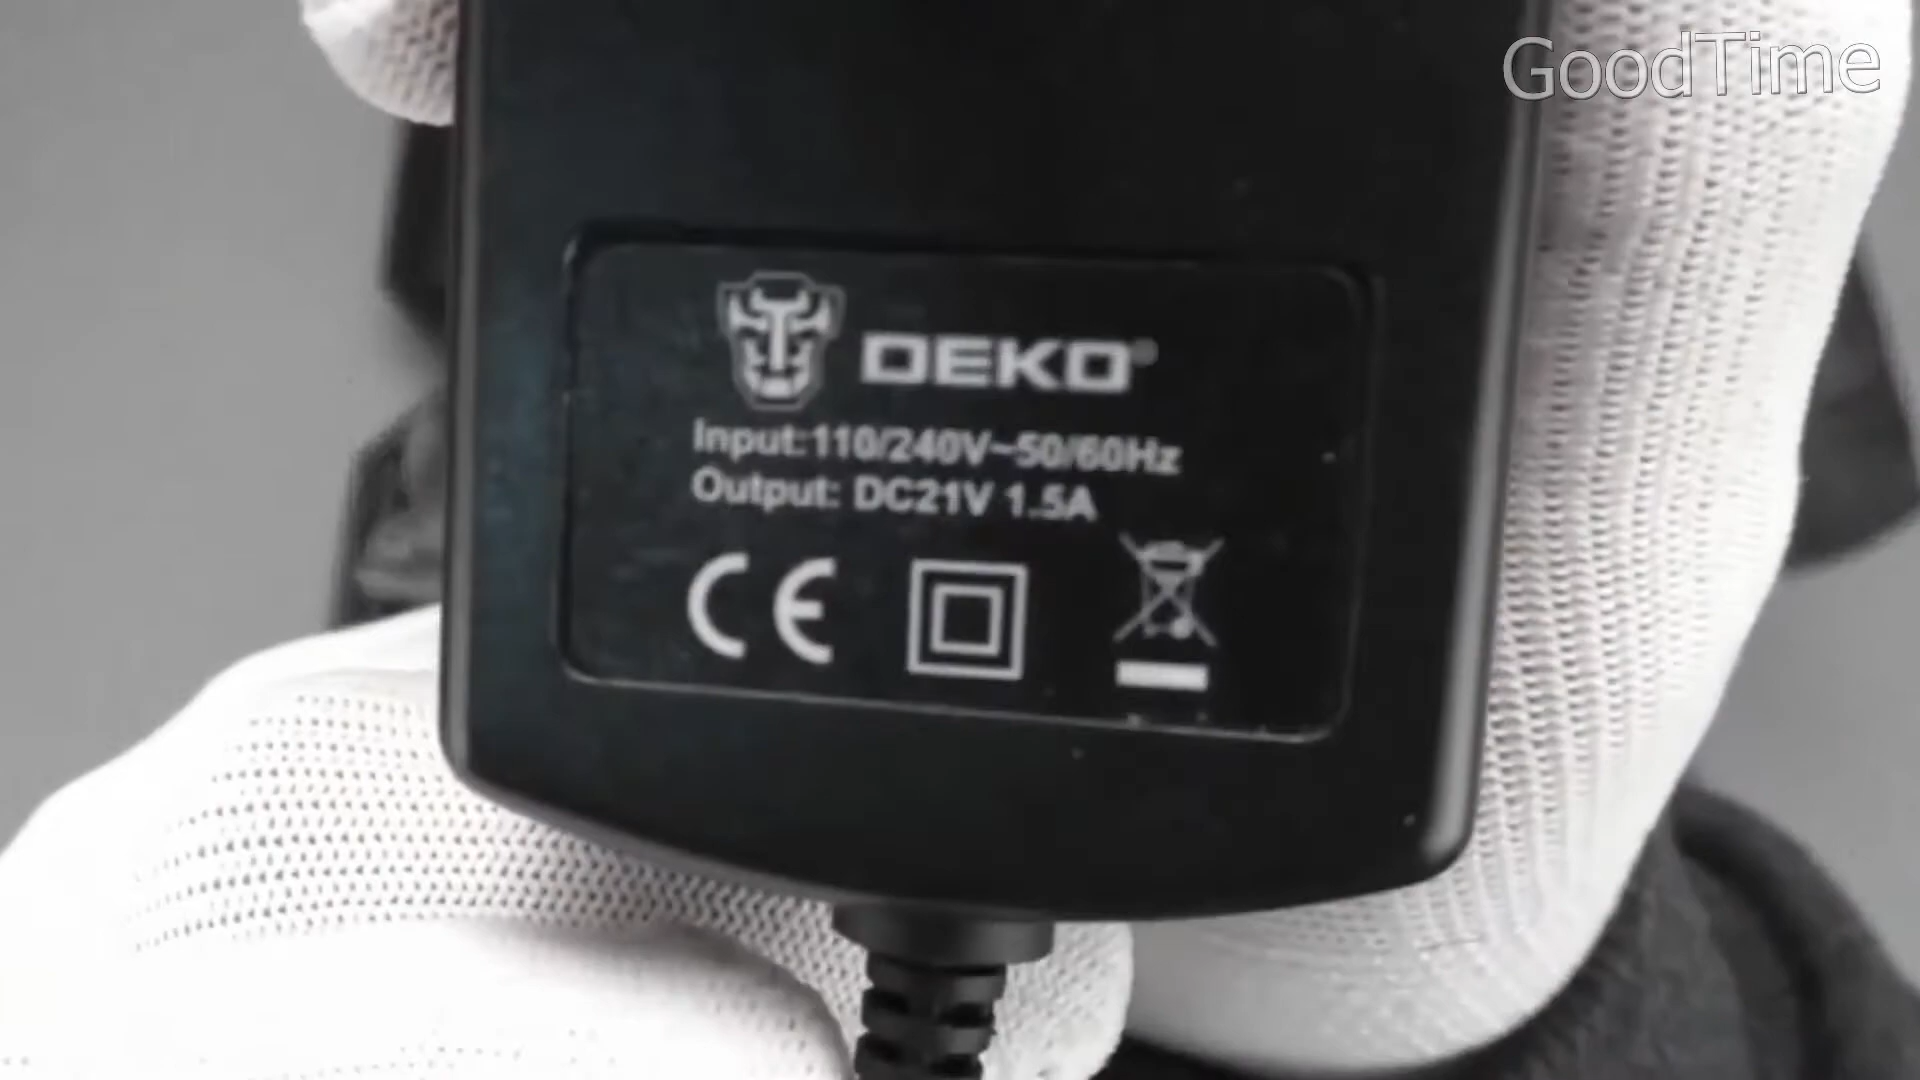 GoodTime
DEKO®
Input:110/240V~50/60Hz
Output: DC21V 1.5A
CE